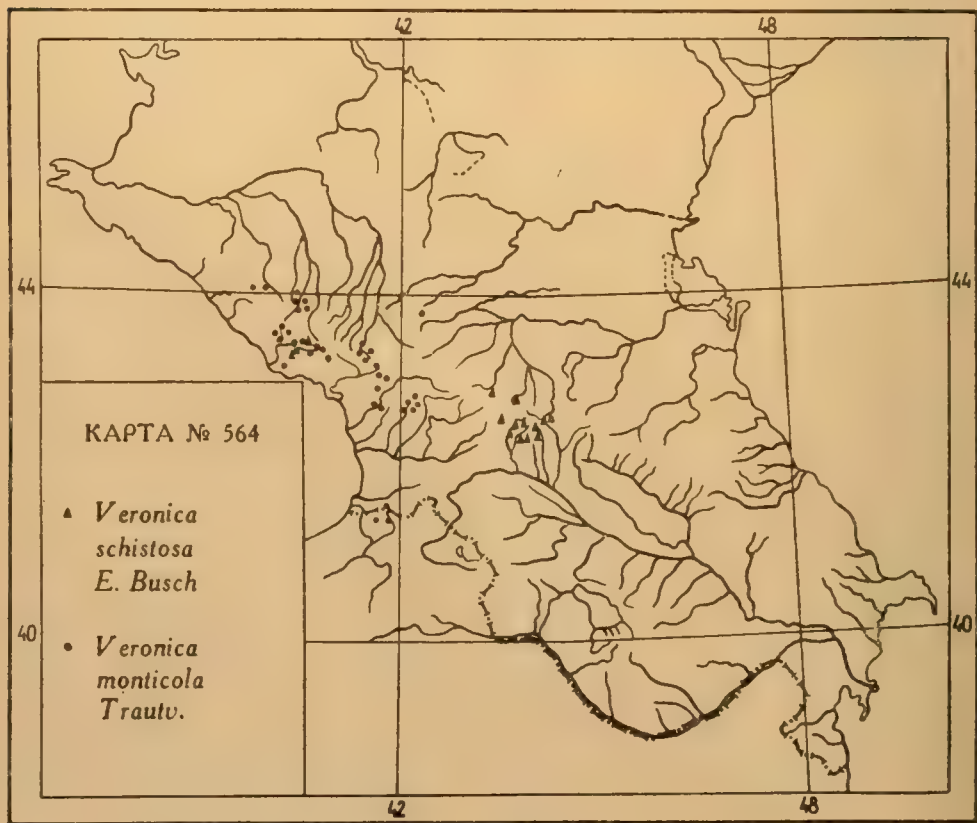 42 48
44 44
КАРТА № 564
Veronica
schistosa
E. Busch
40 40
Veronica
monticola
Trautv.
42 48